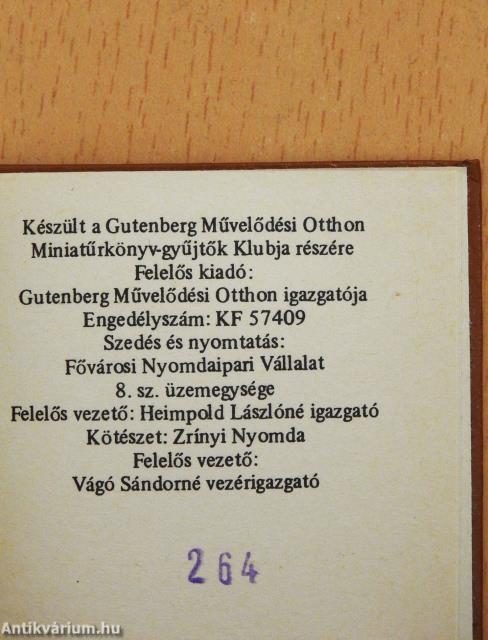 Készült a Gutenberg Művelődési Otthon
Miniatűrkönyv-gyűjtők Klubja részére
Felelős kiadó:
Gutenberg Művelődési Otthon igazgatója
Engedélyszám: KF 57409
Szedés és nyomtatás:
Fővárosi Nyomdaipari Vállalat
8. sz. üzemegysége
Felelős vezető: Heimpold Lászlóné igazgató
Kötészet: Zrínyi Nyomda
Felelős vezető:
Vágó Sándorné vezérigazgató
264
Antikvárium.hu